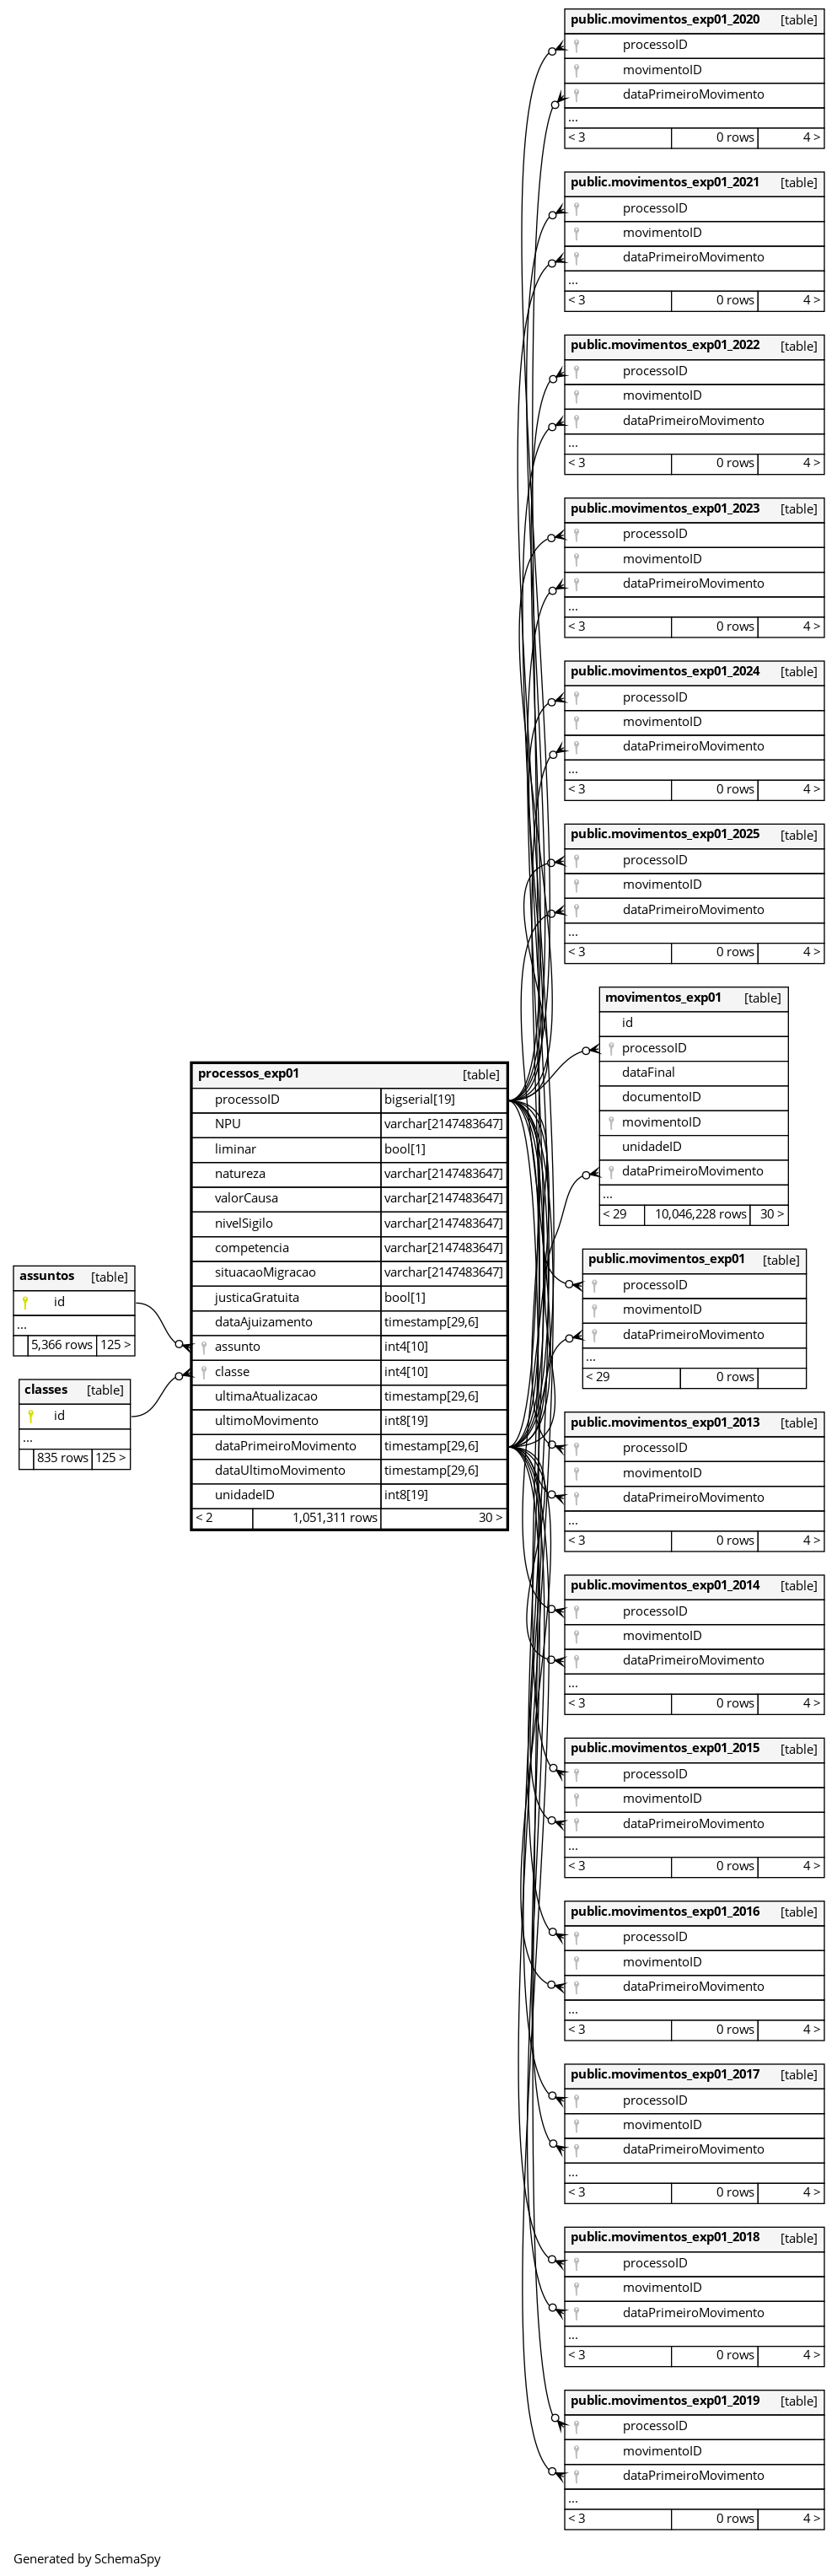 public.movimentos_exp01_2020 [table]
processoID
movimentoID
dataPrimeiroMovimento
...
< 3 0 rows 4 >
public.movimentos_exp01_2021 [table]
processoID
movimentoID
dataPrimeiroMovimento
...
< 3 0 rows 4 >
public.movimentos_exp01_2022 [table]
processoID
movimentoID
dataPrimeiroMovimento
...
< 3 0 rows 4 >
public.movimentos_exp01_2023 [table]
processoID
movimentoID
dataPrimeiroMovimento
...
< 3 0 rows 4 >
public.movimentos_exp01_2024 [table]
processoID
movimentoID
dataPrimeiroMovimento
...
< 3 0 rows 4 >
public.movimentos_exp01_2025 [table]
processoID
movimentoID
dataPrimeiroMovimento
...
< 3 0 rows 4 >
movimentos_exp01 [table]
id
processoID
dataFinal
documentoID
movimentoID
unidadeID
dataPrimeiroMovimento
...
< 29 10,046,228 rows 30 >
processos_exp01 [table]
processoID bigserial[19]
NPU varchar[2147483647]
liminar bool[1]
natureza varchar[2147483647]
valorCausa varchar[2147483647]
nivelSigilo varchar[2147483647]
competencia varchar[2147483647]
situacaoMigracao varchar[2147483647]
justicaGratuita bool[1]
dataAjuizamento timestamp[29,6]
assunto int4[10]
classe int4[10]
ultimaAtualizacao timestamp[29,6]
ultimoMovimento int8[19]
dataPrimeiroMovimento timestamp[29,6]
dataUltimoMovimento timestamp[29,6]
unidadeID int8[19]
< 2 1,051,311 rows 30 >
assuntos [table]
id
...
5,366 rows 125 >
classes [table]
id
...
835 rows 125 >
public.movimentos_exp01 [table]
processoID
movimentoID
dataPrimeiroMovimento
...
< 29 0 rows
public.movimentos_exp01_2013 [table]
processoID
movimentoID
dataPrimeiroMovimento
...
< 3 0 rows 4 >
public.movimentos_exp01_2014 [table]
processoID
movimentoID
dataPrimeiroMovimento
...
< 3 0 rows 4 >
public.movimentos_exp01_2015 [table]
processoID
movimentoID
dataPrimeiroMovimento
...
< 3 0 rows 4 >
public.movimentos_exp01_2016 [table]
processoID
movimentoID
dataPrimeiroMovimento
...
< 3 0 rows 4 >
public.movimentos_exp01_2017 [table]
processoID
movimentoID
dataPrimeiroMovimento
...
< 3 0 rows 4 >
public.movimentos_exp01_2018 [table]
processoID
movimentoID
dataPrimeiroMovimento
...
< 3 0 rows 4 >
public.movimentos_exp01_2019 [table]
processoID
movimentoID
dataPrimeiroMovimento
...
< 3 0 rows 4 >
Generated by SchemaSpy